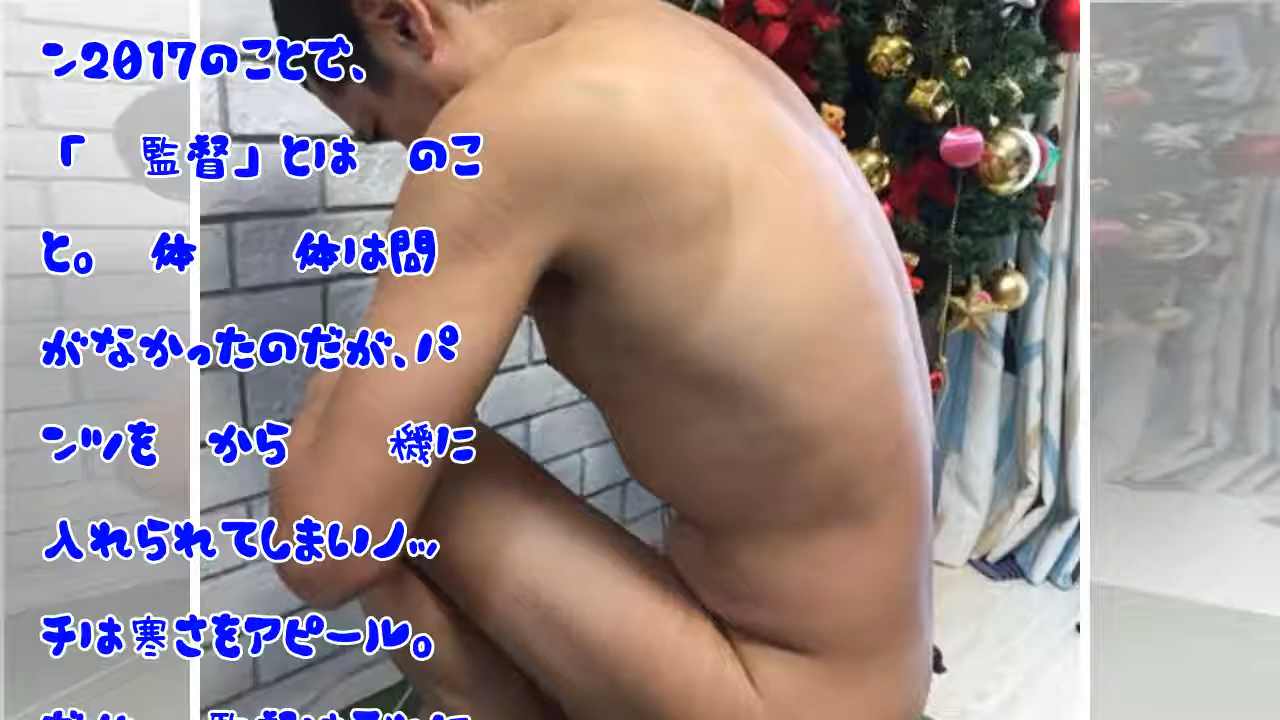 ン2017のことで、
「　監督」とは　のこ
と。　体　　体は問
がなかったのだが、パ
ンツを　から　　機に
入れられてしまいノ…
チは寒さをアピール。